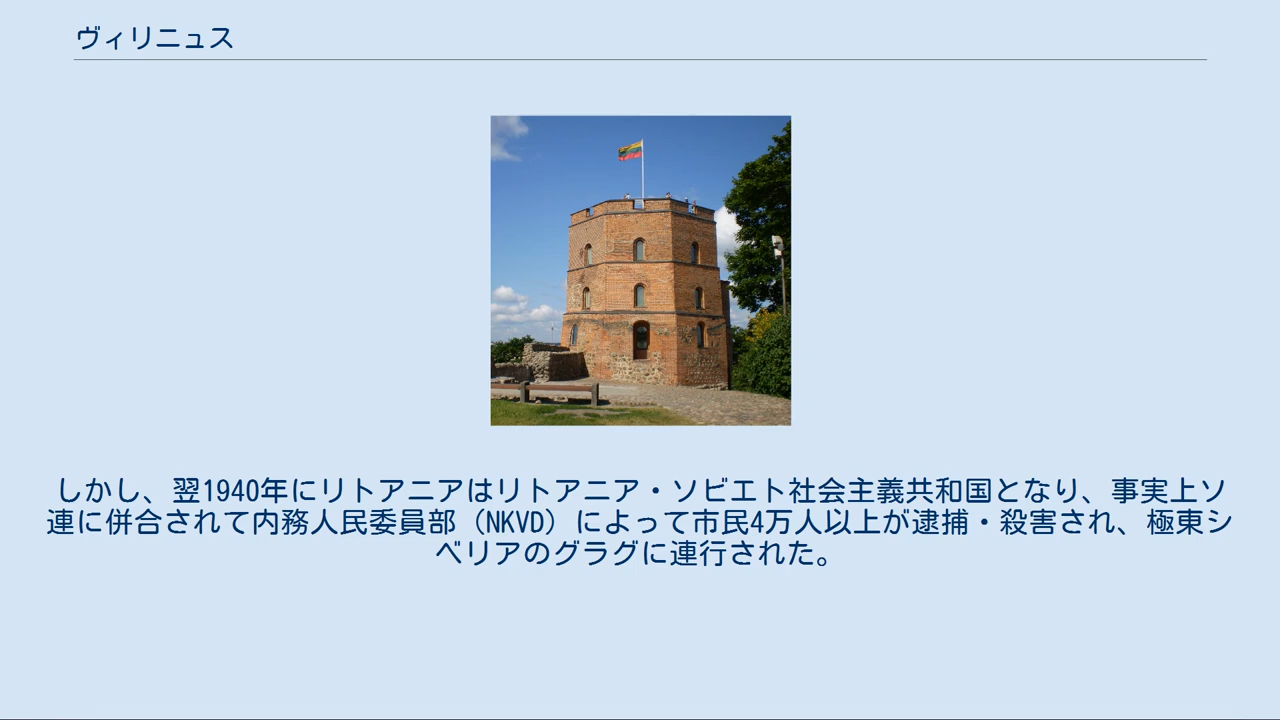 ヴィリニュス
しかし、翌1940年にリトアニアはリトアニア・ソビエト社会主義共和国となり、事実上ソ
連に併合されて内務人民委員部（NKVD）によって市民4万人以上が逮捕・殺害され、極東シ
ベリアのグラグに連行された。